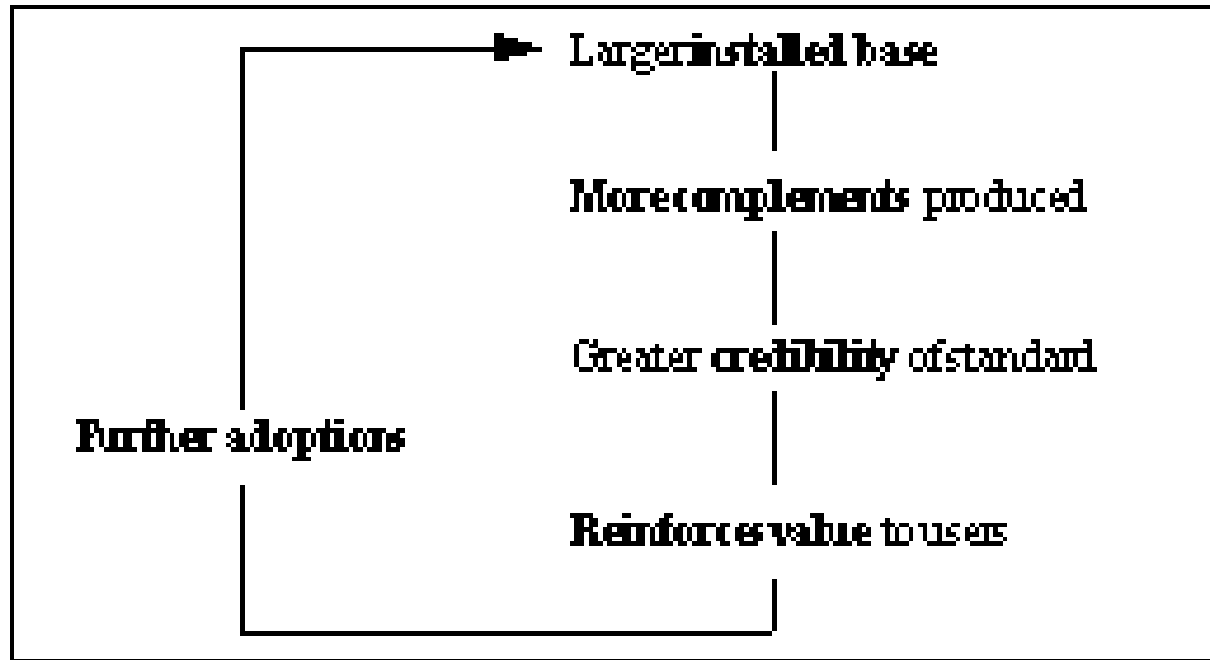 Larger installed base
More complements produced
Greater credibility of standard
Further adoptions
Reinforces value to users